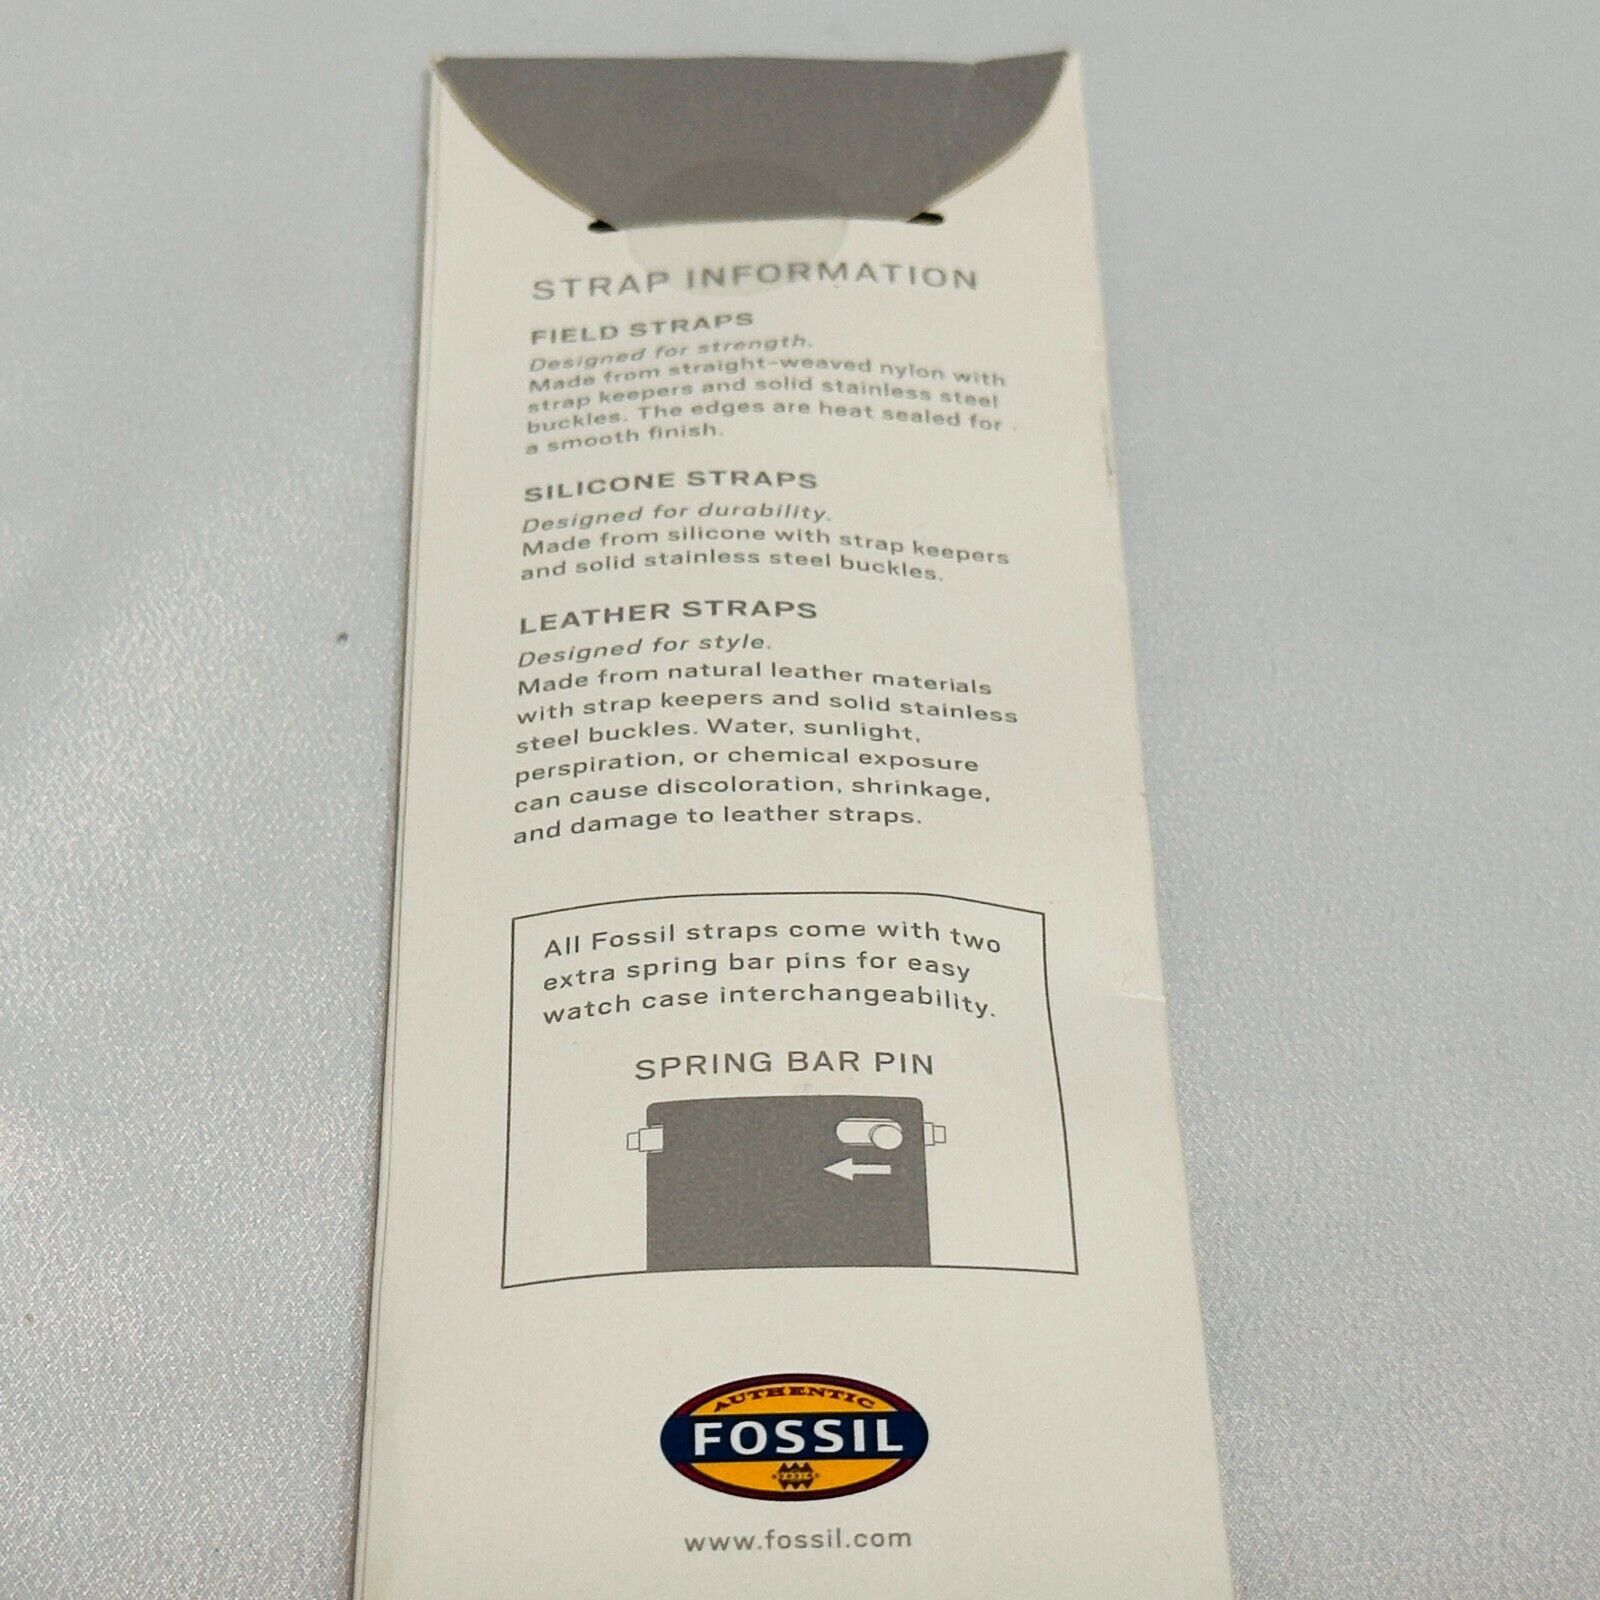 STRAP INFORMATION
FIELD STRAPS
Designed for strength.
Made from straight-weaved nylon with
strap keepers and solid stainless steel
buckles. The edges are heat sealed for
a smooth finish.
SILICONE STRAPS
Designed for durability.
Made from silicone with strap keepers
and solid stainless steel buckles.
LEATHER STRAPS
Designed for style.
Made from natural leather materials
with strap keepers and solid stainless
steel buckles. Water, sunlight,
perspiration, or chemical exposure
can cause discoloration, shrinkage,
and damage to leather straps.
All Fossil straps come with two
extra spring bar pins for easy
watch case interchangeability.
SPRING BAR PIN
AUTHENTIC
FOSSIL
www.fossil.com